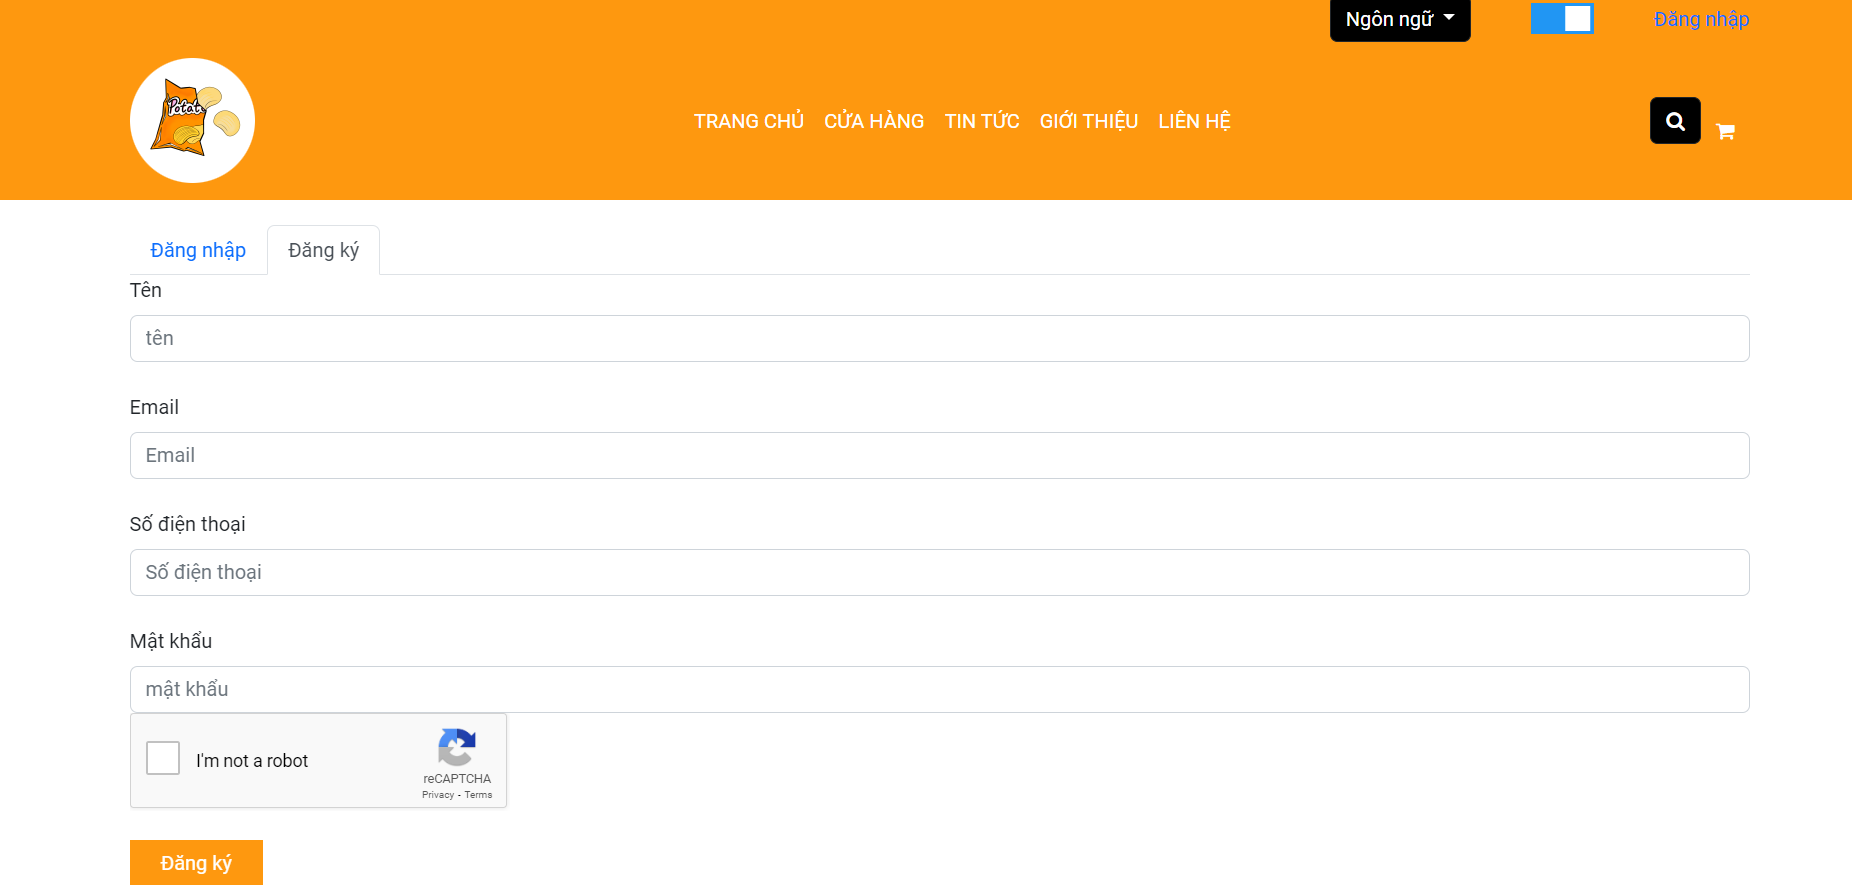 Ngôn ngữ
Đăng nhập
Potat
TRANG CHỦ CỬA HÀNG TIN TỨC GIỚI THIỆU LIÊN HỆ
Đăng nhập Đăng ký
Tên
tên
Email
Email
Số điện thoại
Số điện thoại
Mật khẩu
mật khẩu
I'm not a robot
reCAPTCHA
Privacy - Terms
Đăng ký